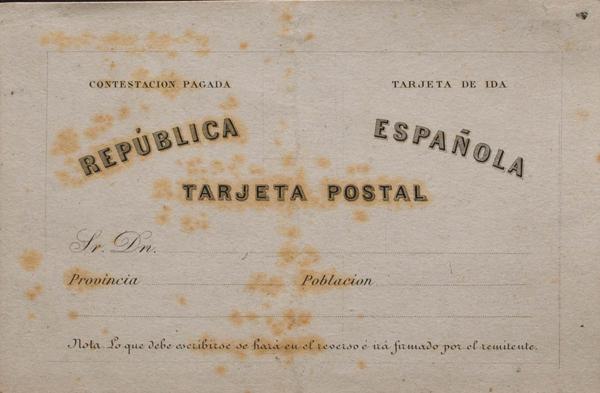 CONTESTACION PAGADA TARJETA DE IDA
REPÚBLICA ESPAÑOLA
TARJETA POSTAL
Sr. Dn.
Provincia Poblacion
Nota. Lo que debe escribirse se hará en el reverso é irá firmado por el remitente.